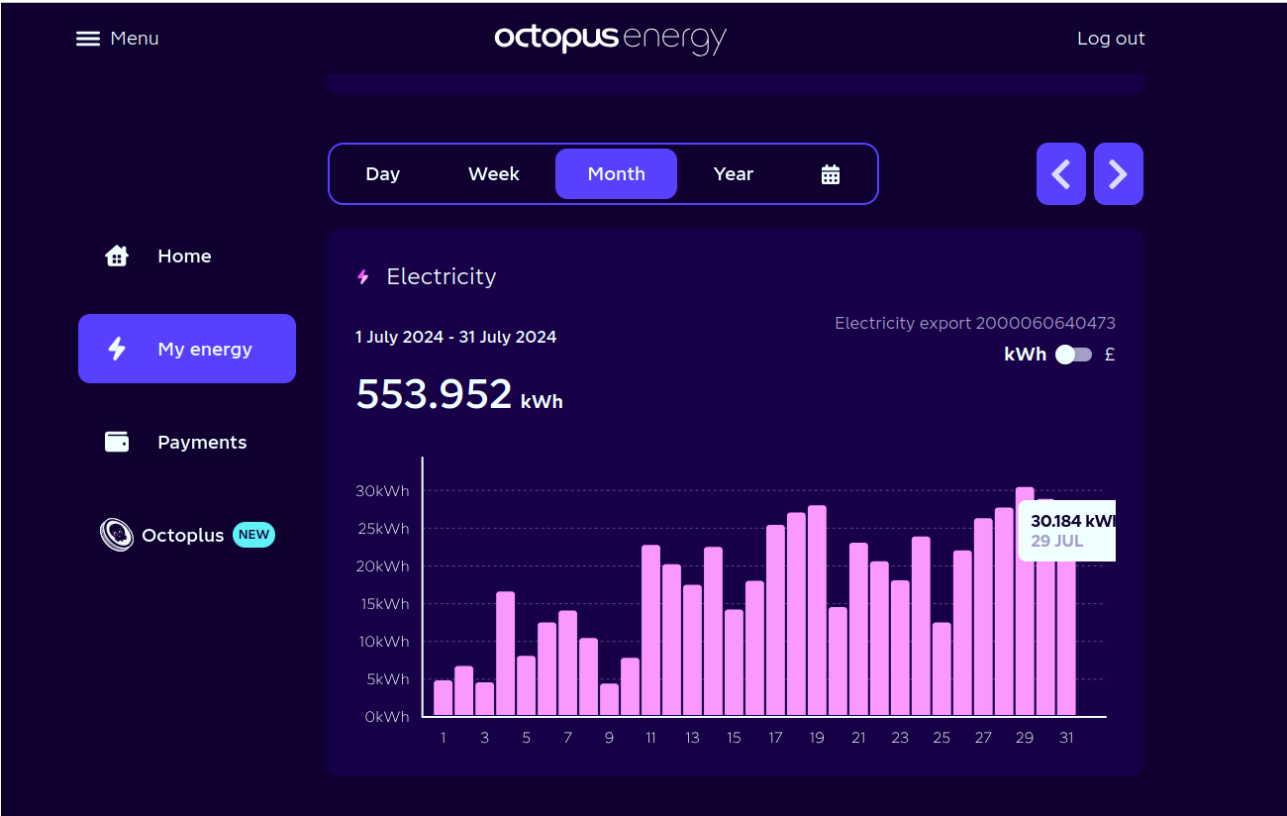 Menu
octopus energy
Log out
Day Week Month Year
Home
My energy
Payments
Octoplus NEW
Electricity
1 July 2024 - 31 July 2024
Electricity export 2000060640473
kWh £
553.952 kWh
30kWh
25kWh
20kWh
15kWh
10kWh
5kWh
0kWh
30.184 kW
29 JUL
1 3 5 7 9 11 13 15 17 19 21 23 25 27 29 31